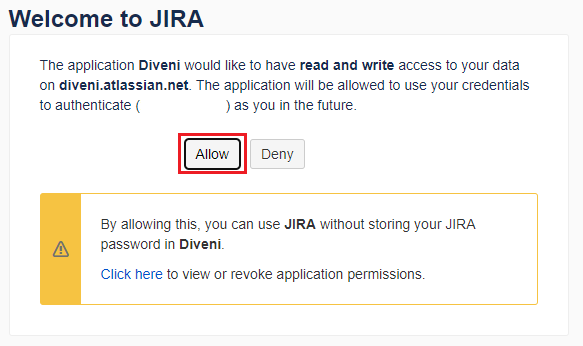 Welcome to JIRA
The application Diveni would like to have read and write access to your data
on diveni.atlassian.net. The application will be allowed to use your credentials
to authenticate ( ) as you in the future.
Allow Deny
By allowing this, you can use JIRA without storing your JIRA
password in Diveni.
Click here to view or revoke application permissions.